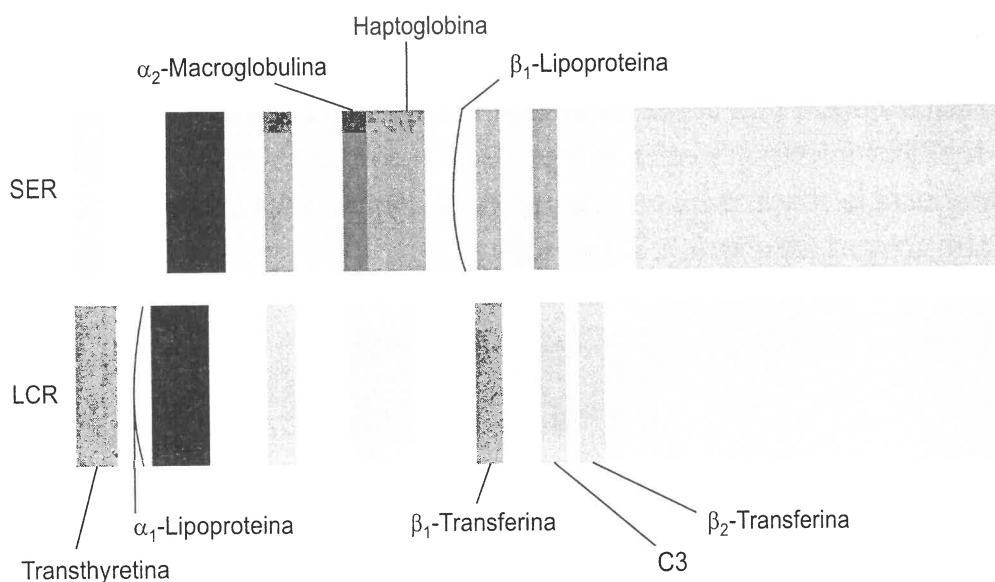 Haptoglobina
α₂-Macroglobulina
β₁-Lipoproteina
SER
LCR
α₁-Lipoproteina
β₁-Transferina
β₂-Transferina
C3
Transthyretina